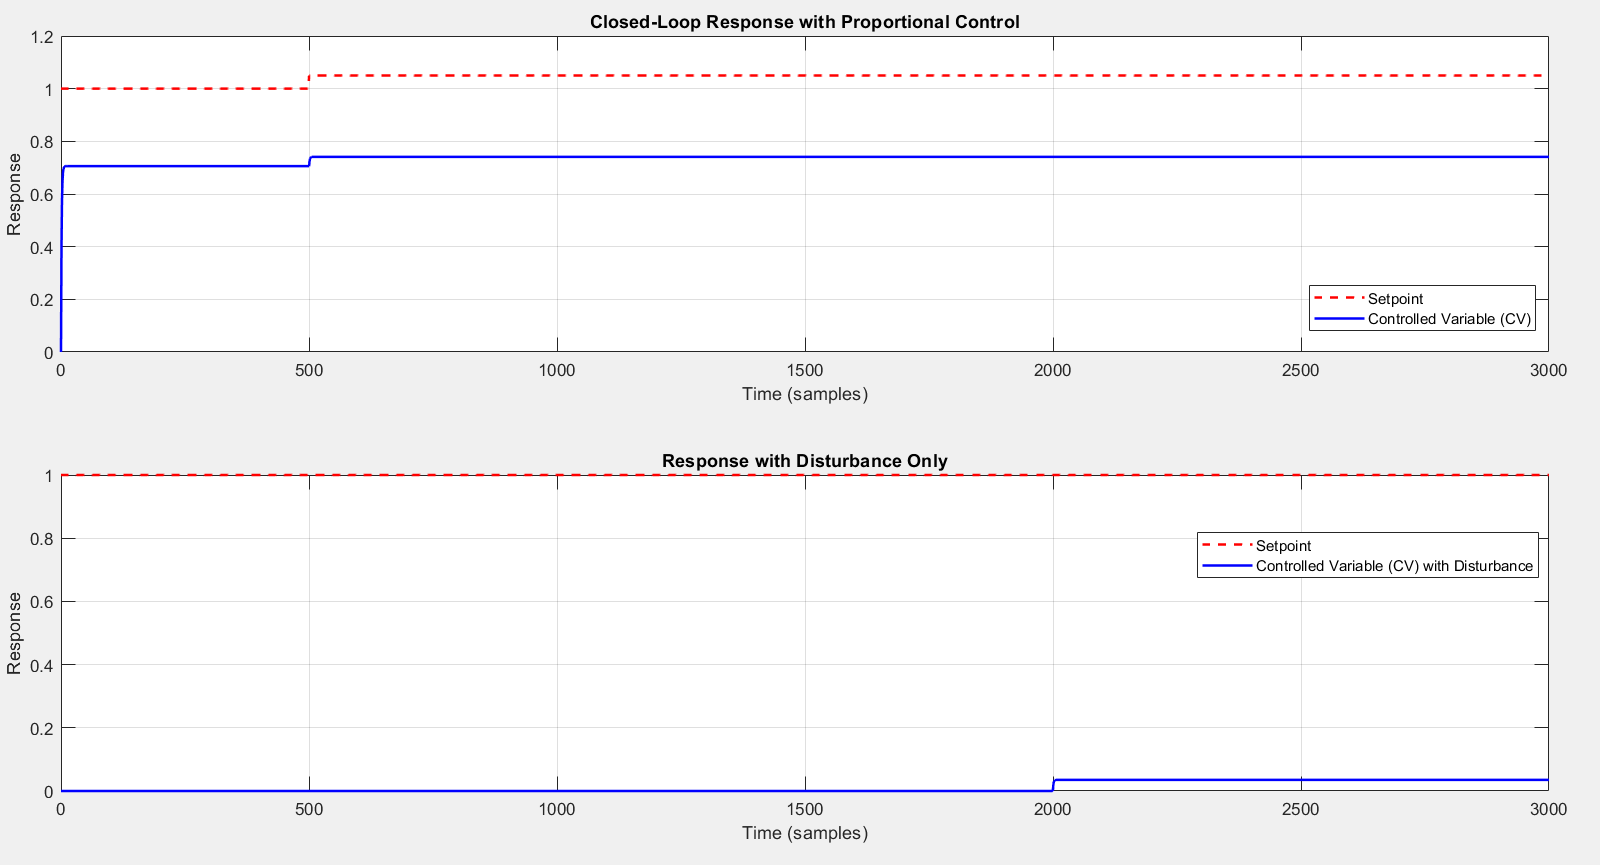 Closed-Loop Response with Proportional Control
1.2
1
0.8
0.6
0.4
0.2
0
Response
Setpoint
Controlled Variable (CV)
0 500 1000 1500 2000 2500 3000
Time (samples)
Response with Disturbance Only
1
0.8
0.6
0.4
0.2
0
Response
Setpoint
Controlled Variable (CV) with Disturbance
0 500 1000 1500 2000 2500 3000
Time (samples)